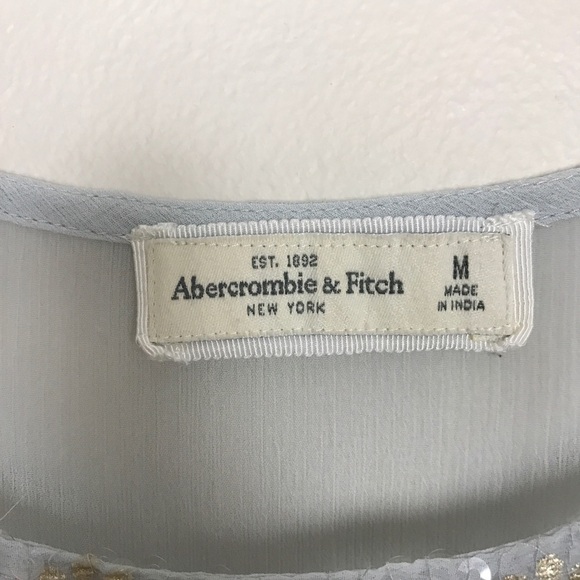 EST. 1892
Abercrombie & Fitch
NEW YORK
M
MADE
IN INDIA